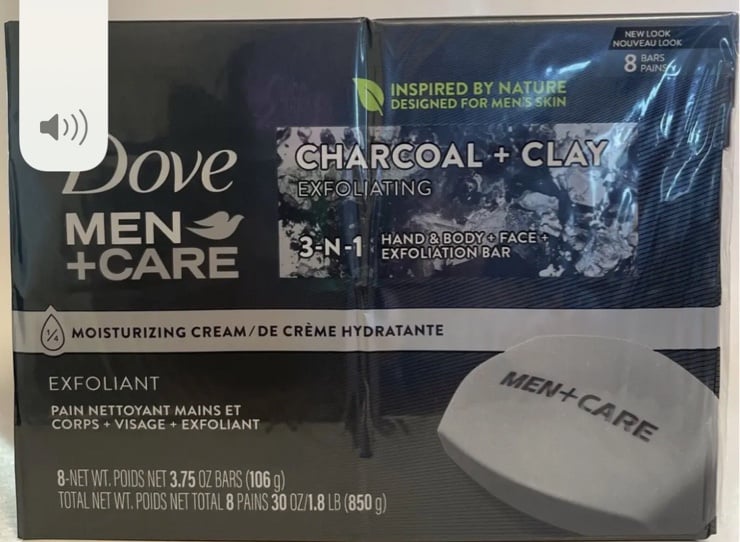 NEW LOOK
NOUVEAU LOOK
8 BARS
PAINS
INSPIRED BY NATURE
DESIGNED FOR MEN'S SKIN
Dove
MEN
+CARE
CHARCOAL + CLAY
EXFOLIATING
3-N-1 HAND & BODY + FACE +
EXFOLIATION BAR
1/4 MOISTURIZING CREAM/DE CRÈME HYDRATANTE
EXFOLIANT
PAIN NETTOYANT MAINS ET
CORPS + VISAGE + EXFOLIANT
MEN+CARE
8-NET WT. POIDS NET 3.75 OZ BARS (106 g)
TOTAL NET WT. POIDS NET TOTAL 8 PAINS 30 OZ/1.8 LB (850 g)